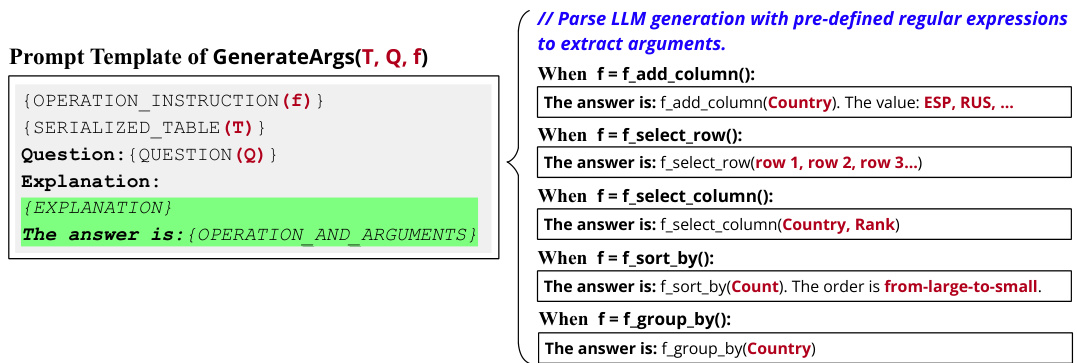 Prompt Template of GenerateArgs(T, Q, f)
{OPERATION_INSTRUCTION(f)}
{SERIALIZED_TABLE(T)}
Question:{QUESTION(Q)}
Explanation:
{EXPLANATION}
The answer is:{OPERATION_AND_ARGUMENTS}
// Parse LLM generation with pre-defined regular expressions
to extract arguments.
When f = f_add_column():
The answer is: f_add_column(Country). The value: ESP, RUS, ...
When f = f_select_row():
The answer is: f_select_row(row 1, row 2, row 3...)
When f = f_select_column():
The answer is: f_select_column(Country, Rank)
When f = f_sort_by():
The answer is: f_sort_by(Count). The order is from-large-to-small.
When f = f_group_by():
The answer is: f_group_by(Country)